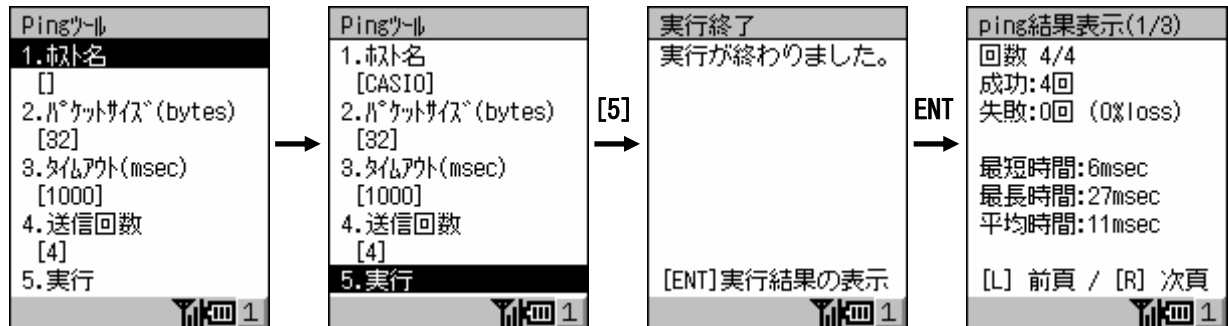 Pingﾂｰﾙ
1.ﾎｽﾄ名
[]
2.ﾊﾟｹｯﾄｻｲｽﾞ(bytes)
[32]
3.ﾀｲﾑｱｳﾄ(msec)
[1000]
4.送信回数
[4]
5.実行
1
Pingﾂｰﾙ
1.ﾎｽﾄ名
[CASIO]
2.ﾊﾟｹｯﾄｻｲｽﾞ(bytes)
[32]
3.ﾀｲﾑｱｳﾄ(msec)
[1000]
4.送信回数
[4]
5.実行
1
[5]
実行終了
実行が終わりました。
[ENT]実行結果の表示
1
ENT
ping結果表示(1/3)
回数 4/4
成功:4回
失敗:0回 (0%loss)
最短時間:6msec
最長時間:27msec
平均時間:11msec
[L] 前頁 / [R] 次頁
1